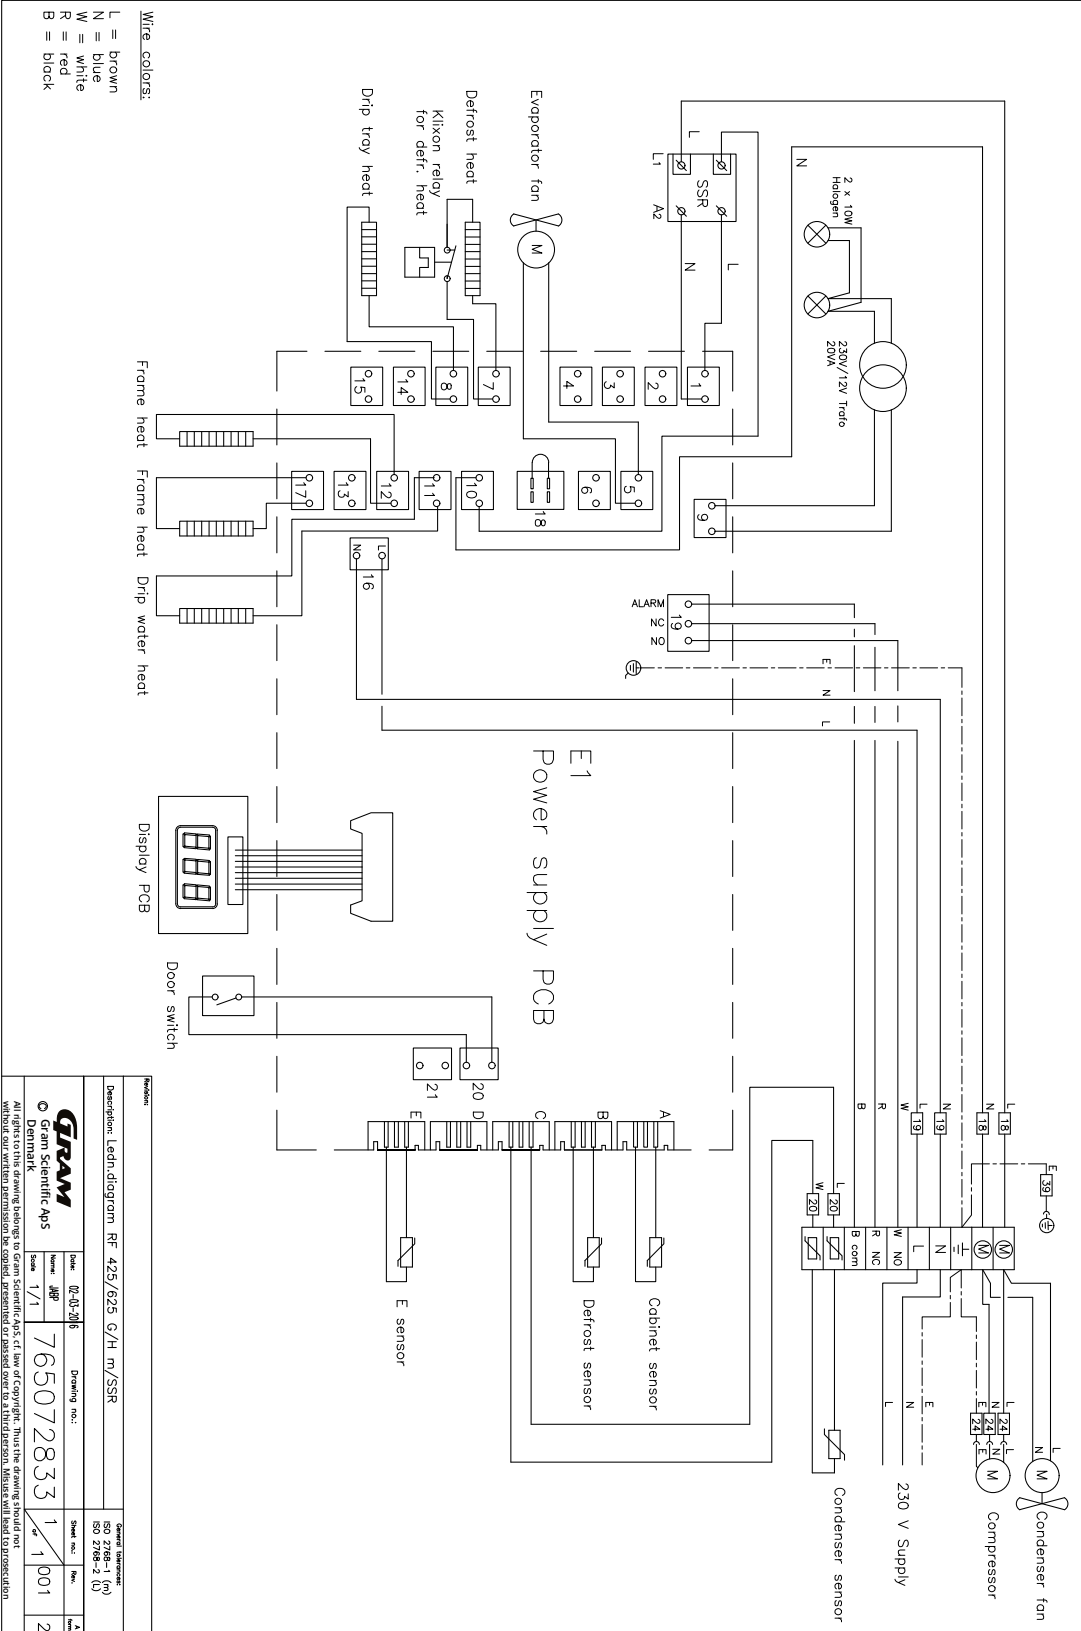 Wire colors:
L = brown
N = blue
W = white
R = red
B = black
Drip tray heat
Klixon relay
for defr. heat
Defrost heat
Evaporator fan
L
L1
SSR
A2
N
L
N
2 x 10W
Halogen
230V/12V Trafo
20VA
M
15
14
8
7
4
3
2
1
Frame heat
Frame heat
Drip water heat
17
13
12
11
10
18
6
5
9
NO
LO
16
ALARM
NC
NO
19
E
N
L
E1
Power supply PCB
Display PCB
Door switch
21
20
E
D
C
B
A
B
R
W
L
19
N
19
N
18
L
18
E
39
W
20
L
20
B com
R NC
W NO
L
N
M
M
L
N
E
E
24
N
24
L
24
E
N
L
M
N
L
M
E sensor
Defrost sensor
Cabinet sensor
Condenser sensor
230 V Supply
Compressor
Condenser fan
Revision:
Description: Ledn.diagram RF 425/625 G/H m/SSR
General tolerances:
ISO 2768-1 (m)
ISO 2768-2 (L)
GRAM
© Gram Scientific ApS
Denmark
Date: 02-03-2016
Name: JABP
Scale 1/1
Drawing no.:
765072833
Sheet no.:
1 or 1
Rev.
001
A
form
2
All rights to this drawing belongs to Gram Scientific ApS, cf. law of Copyright. Thus the drawing should not
without our written permission be copied, presented or passed over to a third person. Misuse will lead to prosecution